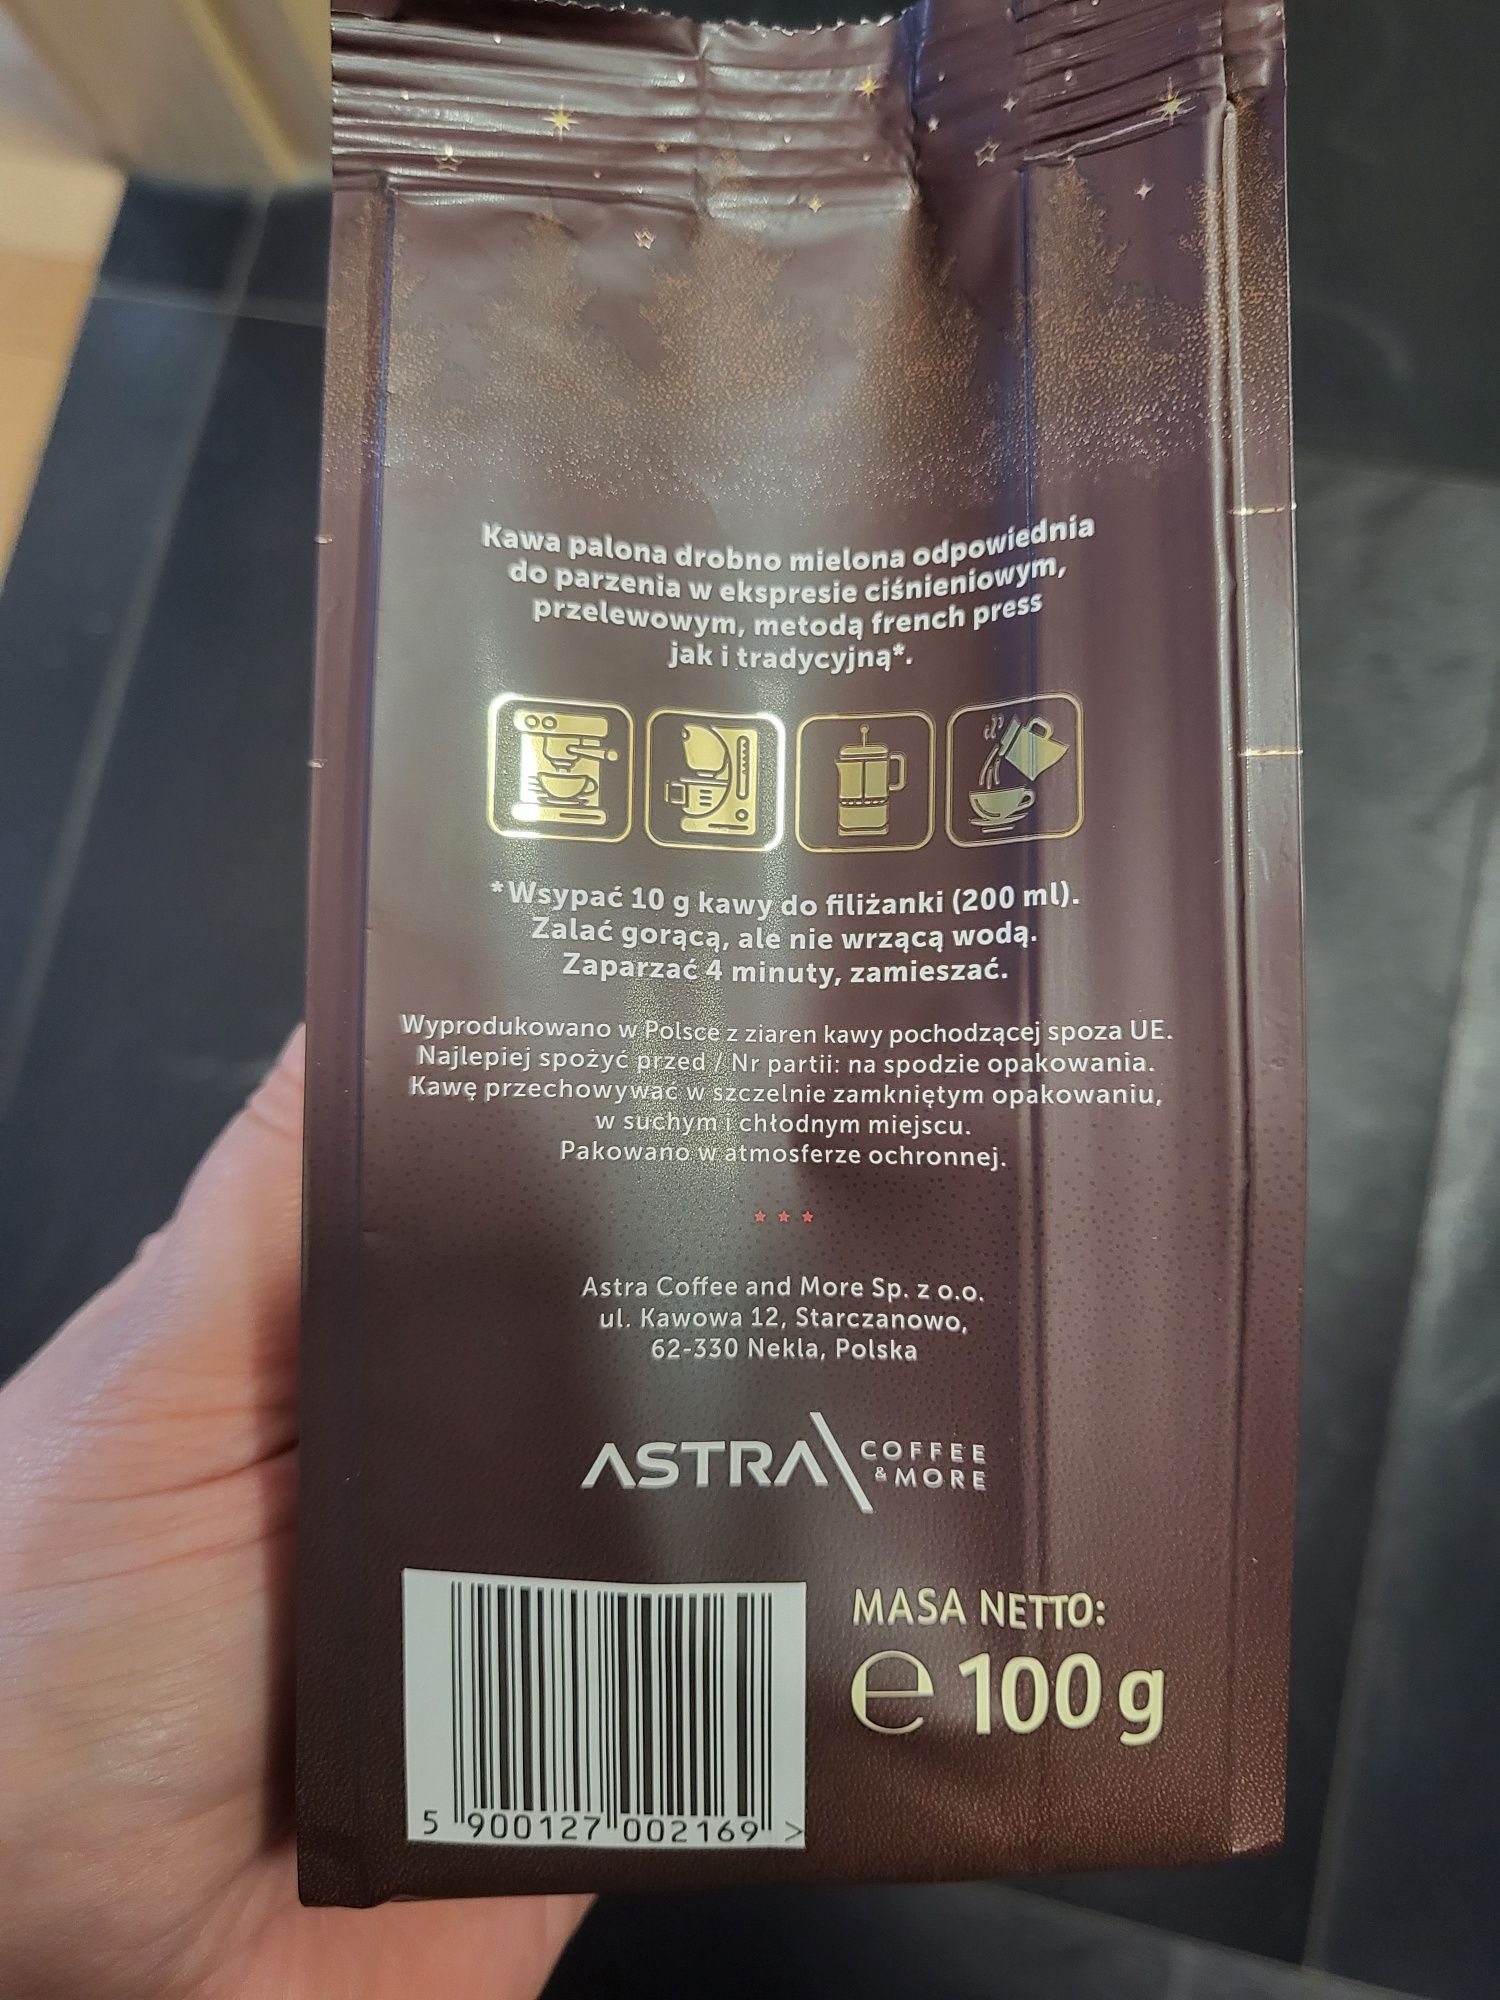 Kawa palona drobno mielona odpowiednia
do parzenia w ekspresie ciśnieniowym,
przelewowym, metodą french press
jak i tradycyjną*.
*Wsypać 10 g kawy do filiżanki (200 ml).
Zalać gorącą, ale nie wrzącą wodą.
Zaparzać 4 minuty, zamieszać.
Wyprodukowano w Polsce z ziaren kawy pochodzącej spoza UE.
Najlepiej spożyć przed / Nr partii: na spodzie opakowania.
Kawę przechowywać w szczelnie zamkniętym opakowaniu,
w suchym i chłodnym miejscu.
Pakowano w atmosferze ochronnej.
Astra Coffee and More Sp. z o.o.
ul. Kawowa 12, Starczanowo,
62-330 Nekla, Polska
ASTRA COFFEE
& MORE
MASA NETTO:
℮ 100 g
5 900127 002169 >